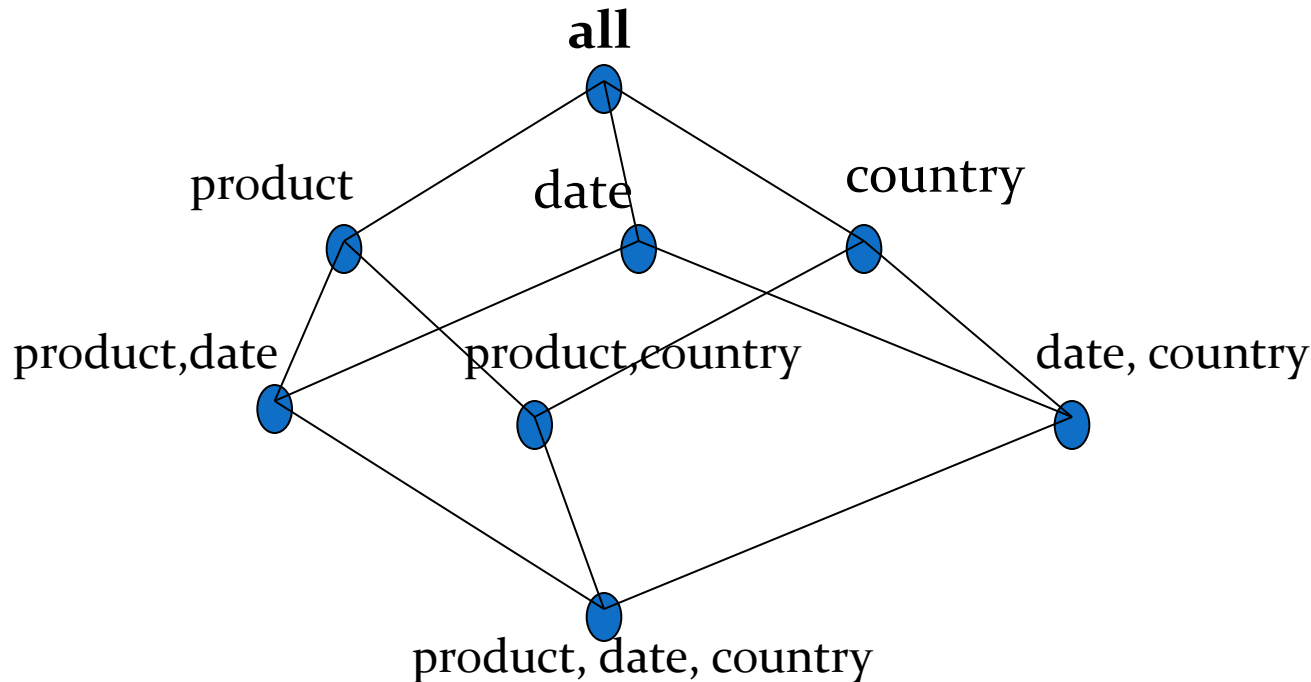 all
product
date
country
product,date
product,country
date, country
product, date, country